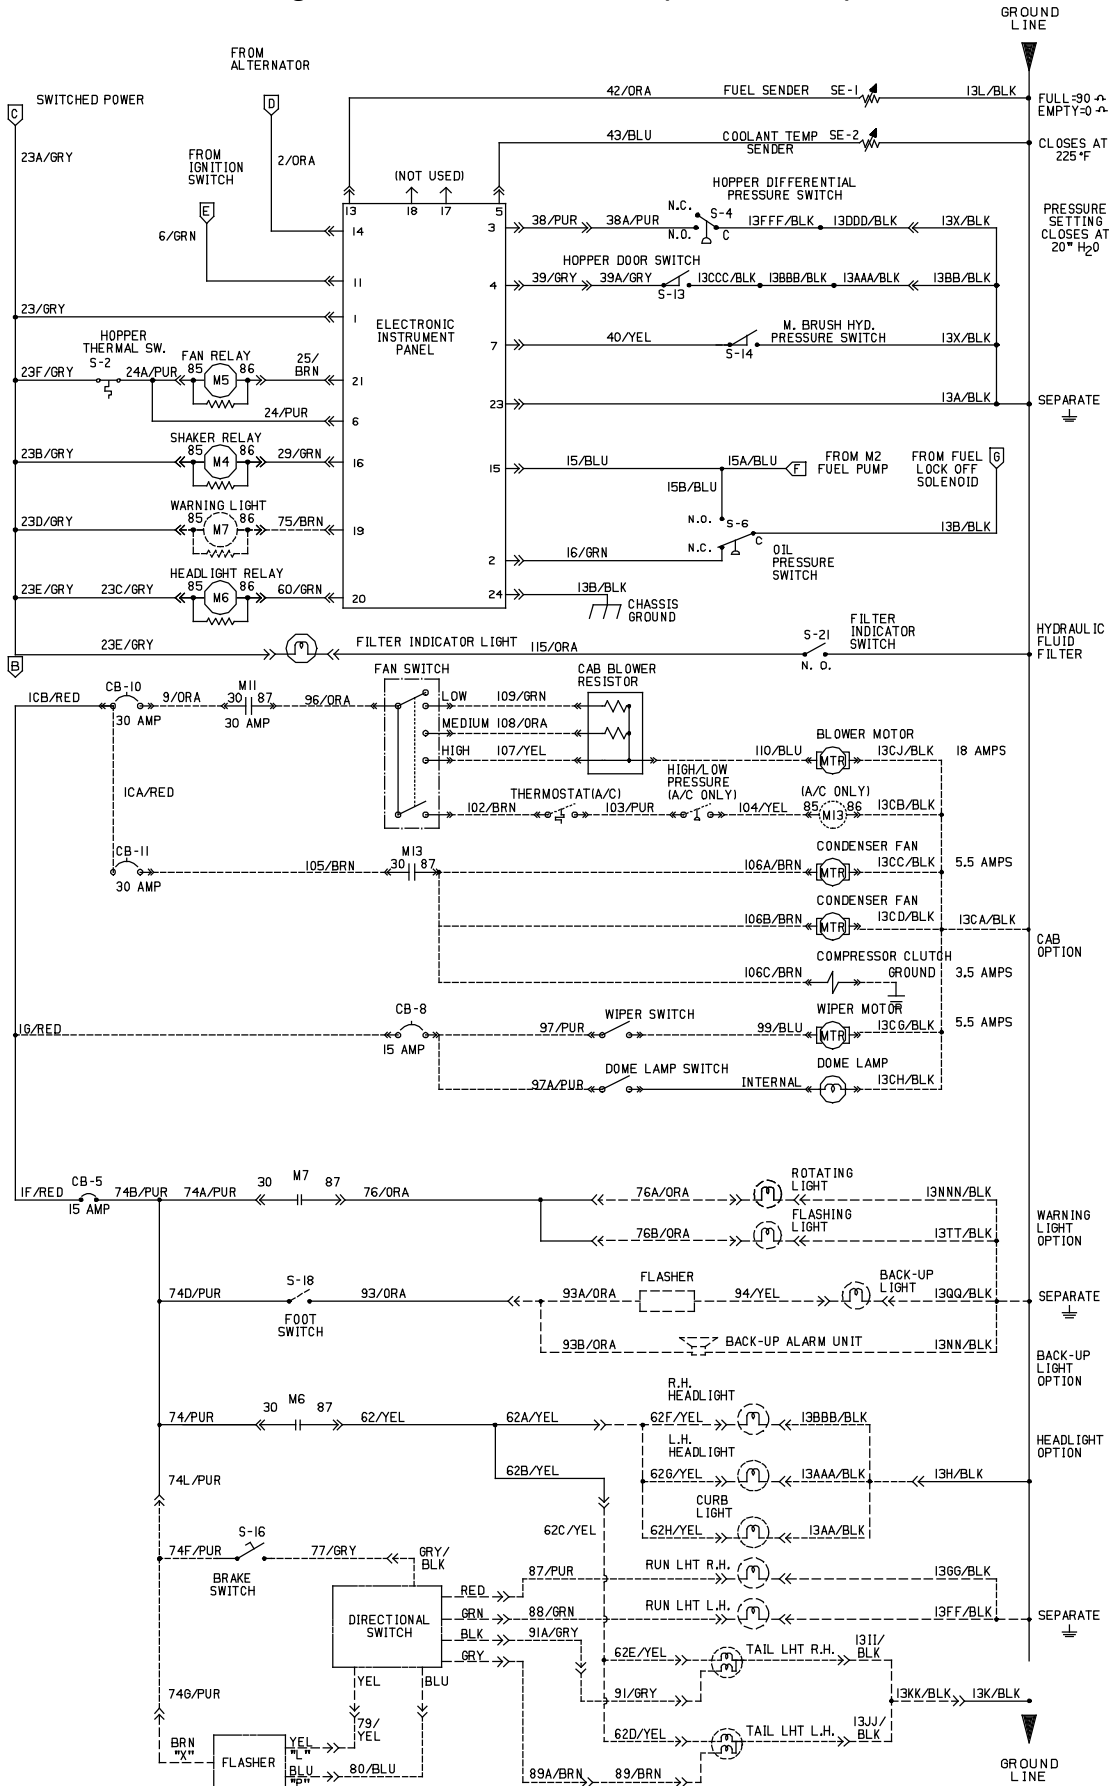 GROUND
LINE
FROM
ALTERNATOR
C
SWITCHED POWER
D
42/ORA
FUEL SENDER
SE-1
13L/BLK
FULL=90 Ω
EMPTY=0 Ω
43/BLU
COOLANT TEMP
SENDER
SE-2
CLOSES AT
225°F
23A/GRY
FROM
IGNITION
SWITCH
2/ORA
(NOT USED)
E
13
18
17
5
HOPPER DIFFERENTIAL
PRESSURE SWITCH
6/GRN
14
3
38/PUR
38A/PUR
N.C.
S-4
N.O.
C
13FFF/BLK
13DDD/BLK
13X/BLK
PRESSURE
SETTING
CLOSES AT
20" H2O
HOPPER DOOR SWITCH
11
4
39/GRY
39A/GRY
S-13
13CCC/BLK
13BBB/BLK
13AAA/BLK
13BB/BLK
23/GRY
1
ELECTRONIC
INSTRUMENT
PANEL
M. BRUSH HYD.
PRESSURE SWITCH
7
40/YEL
S-14
13X/BLK
HOPPER
THERMAL SW.
S-2
FAN RELAY
23F/GRY
24A/PUR
85
M5
86
25/
BRN
21
23
13A/BLK
SEPARATE
24/PUR
6
SHAKER RELAY
23B/GRY
85
M4
86
29/GRN
16
15
15/BLU
15A/BLU
F
FROM M2
FUEL PUMP
FROM FUEL
LOCK OFF
SOLENOID
G
15B/BLU
WARNING LIGHT
23D/GRY
85
M7
86
75/BRN
19
N.O.
S-6
N.C.
C
13B/BLK
OIL
PRESSURE
SWITCH
2
16/GRN
HEADLIGHT RELAY
23E/GRY
23C/GRY
85
M6
86
60/GRN
20
24
13B/BLK
CHASSIS
GROUND
23E/GRY
FILTER INDICATOR LIGHT
115/ORA
S-21
N. O.
FILTER
INDICATOR
SWITCH
HYDRAULIC
FLUID
FILTER
B
FAN SWITCH
CAB BLOWER
RESISTOR
1CB/RED
CB-10
30 AMP
9/ORA
M11
30
87
30 AMP
96/ORA
LOW
109/GRN
MEDIUM
108/ORA
HIGH
107/YEL
110/BLU
BLOWER MOTOR
MTR
13CJ/BLK
18 AMPS
1CA/RED
102/BRN
THERMOSTAT(A/C)
103/PUR
HIGH/LOW
PRESSURE
(A/C ONLY)
104/YEL
(A/C ONLY)
85
M13
86
13CB/BLK
CB-11
30 AMP
105/BRN
M13
30
87
106A/BRN
CONDENSER FAN
MTR
13CC/BLK
5.5 AMPS
106B/BRN
CONDENSER FAN
MTR
13CD/BLK
13CA/BLK
CAB
OPTION
106C/BRN
COMPRESSOR CLUTCH
GROUND
3.5 AMPS
1G/RED
CB-8
15 AMP
97/PUR
WIPER SWITCH
99/BLU
WIPER MOTOR
MTR
13CG/BLK
5.5 AMPS
97A/PUR
DOME LAMP SWITCH
INTERNAL
DOME LAMP
13CH/BLK
1F/RED
CB-5
15 AMP
74B/PUR
74A/PUR
30
M7
87
76/ORA
76A/ORA
ROTATING
LIGHT
13NNN/BLK
76B/ORA
FLASHING
LIGHT
13TT/BLK
WARNING
LIGHT
OPTION
74D/PUR
S-18
FOOT
SWITCH
93/ORA
93A/ORA
FLASHER
94/YEL
BACK-UP
LIGHT
13QQ/BLK
SEPARATE
93B/ORA
BACK-UP ALARM UNIT
13NN/BLK
BACK-UP
LIGHT
OPTION
74/PUR
30
M6
87
62/YEL
62A/YEL
62F/YEL
R.H.
HEADLIGHT
13BBB/BLK
HEADLIGHT
OPTION
74L/PUR
62B/YEL
62G/YEL
L.H.
HEADLIGHT
13AAA/BLK
13H/BLK
62C/YEL
62H/YEL
CURB
LIGHT
13AA/BLK
74F/PUR
S-16
BRAKE
SWITCH
77/GRY
GRY/
BLK
DIRECTIONAL
SWITCH
RED
87/PUR
RUN LHT R.H.
13GG/BLK
GRN
88/GRN
RUN LHT L.H.
13FF/BLK
SEPARATE
BLK
91A/GRY
GRY
62E/YEL
TAIL LHT R.H.
13II/
BLK
74G/PUR
YEL
BLU
91/GRY
13KK/BLK
13K/BLK
79/
YEL
62D/YEL
TAIL LHT L.H.
13JJ/
BLK
BRN
"X"
FLASHER
YEL
"L"
BLU
"P"
80/BLU
89A/BRN
89/BRN
GROUND
LINE